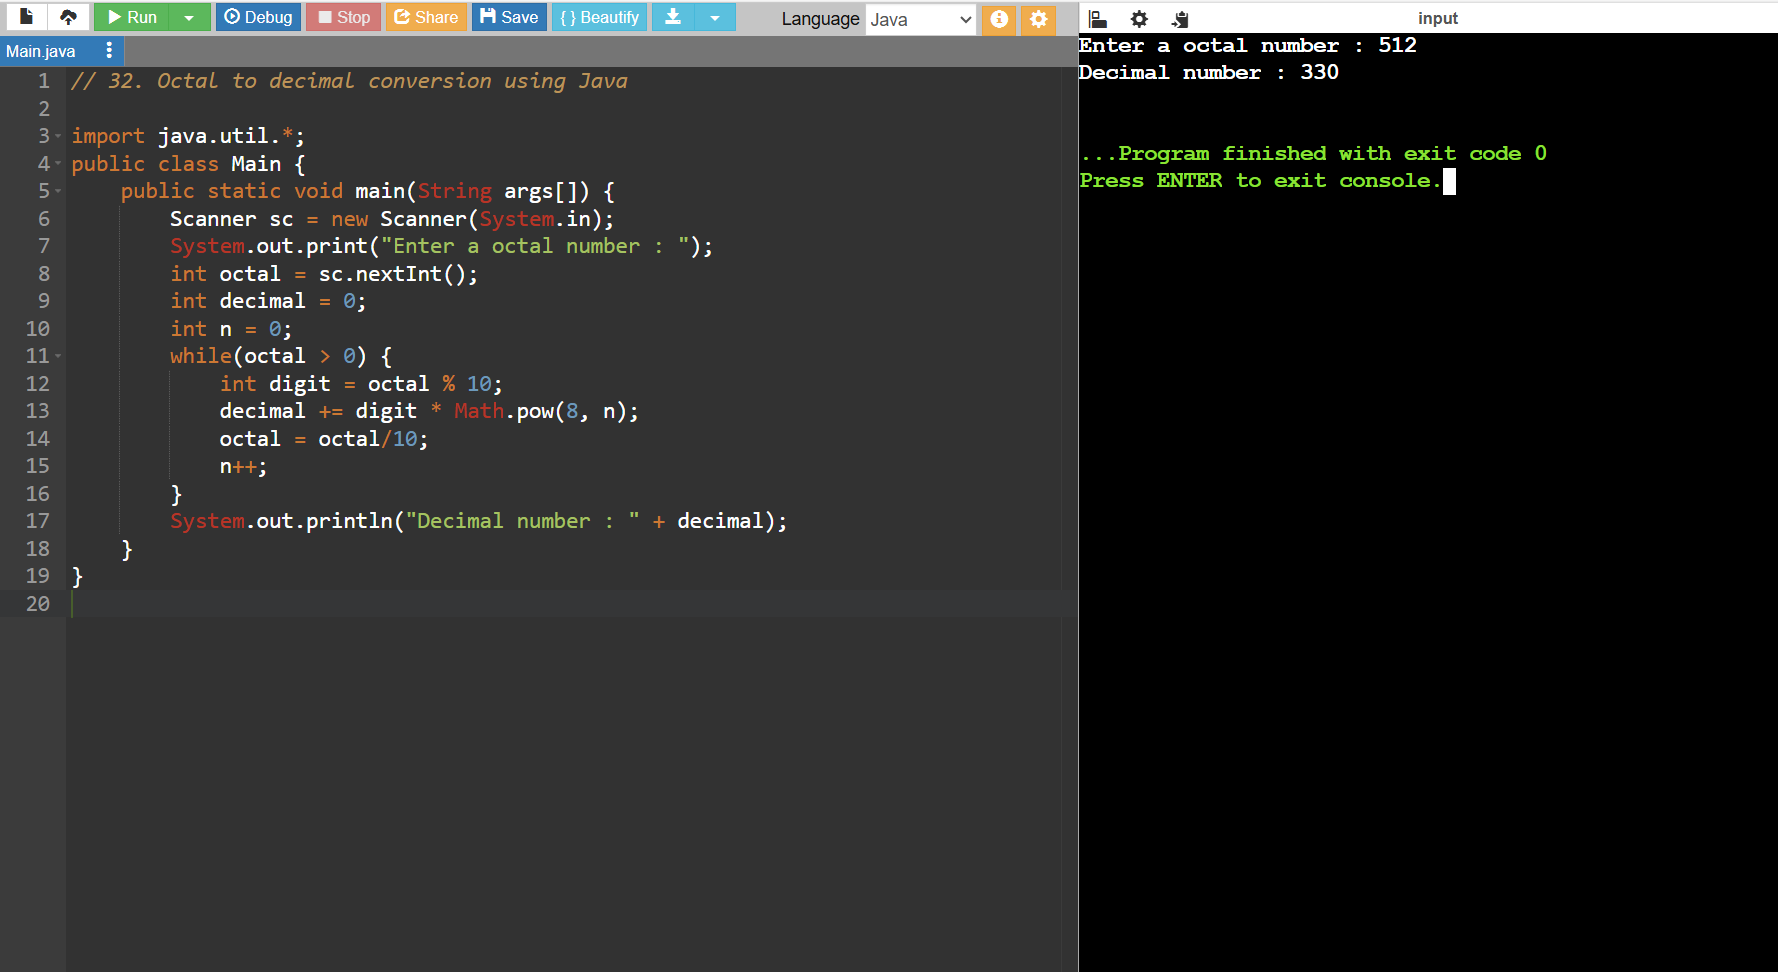 Run Debug Stop Share Save { } Beautify Language Java
input
Main.java
1 // 32. Octal to decimal conversion using Java
2
3 import java.util.*;
4 public class Main {
5     public static void main(String args[]) {
6         Scanner sc = new Scanner(System.in);
7         System.out.print("Enter a octal number : ");
8         int octal = sc.nextInt();
9         int decimal = 0;
10         int n = 0;
11         while(octal > 0) {
12             int digit = octal % 10;
13             decimal += digit * Math.pow(8, n);
14             octal = octal/10;
15             n++;
16         }
17         System.out.println("Decimal number : " + decimal);
18     }
19 }
20
Enter a octal number : 512
Decimal number : 330
...Program finished with exit code 0
Press ENTER to exit console.